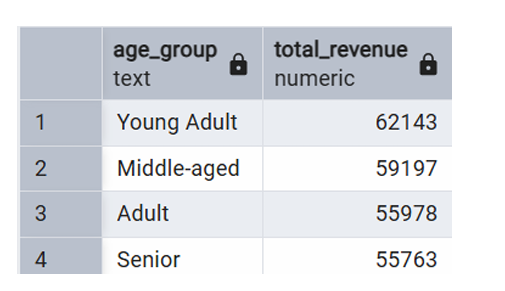 age_group total_revenue
text numeric
1 Young Adult 62143
2 Middle-aged 59197
3 Adult 55978
4 Senior 55763